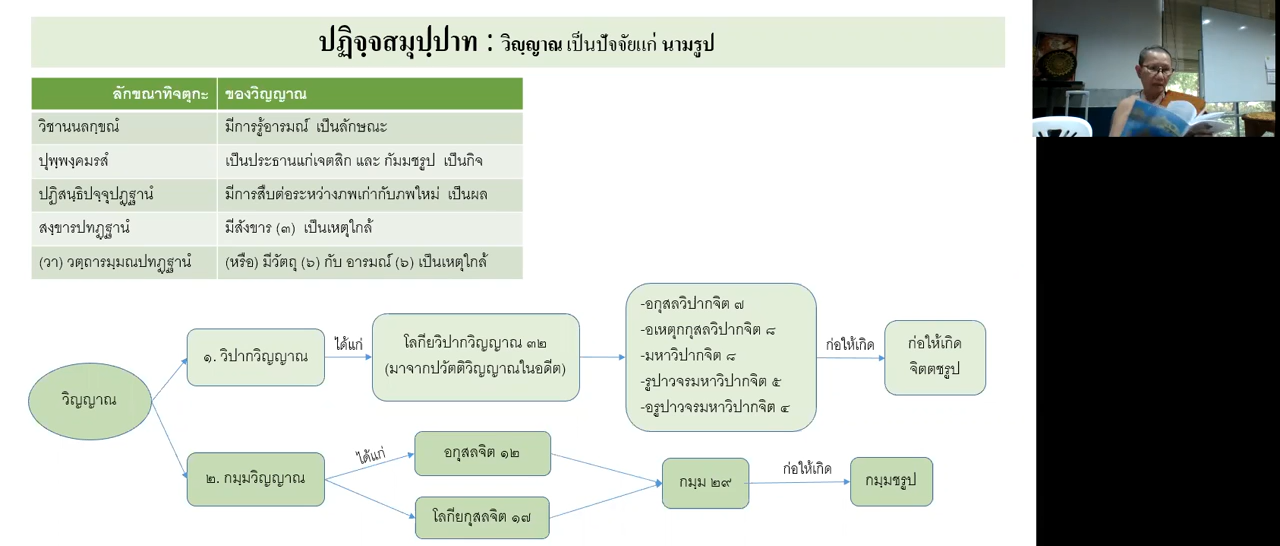 ปฏิจฺจสมุปฺปาท : วิญฺญาณ เป็นปัจจัยแก่ นามรูป
ลักขณาทิจตุกะ ของวิญญาณ
วิชานนลกฺขณํ มีการรู้อารมณ์ เป็นลักษณะ
ปุพฺพงฺคมรสํ เป็นประธานแก่เจตสิก และ กัมมชรูป เป็นกิจ
ปฏิสนฺธิปจฺจุปฏฺฐานํ มีการสืบต่อระหว่างภพเก่ากับภพใหม่ เป็นผล
สงฺขารปทฏฺฐานํ มีสังขาร (๓) เป็นเหตุใกล้
(วา) วตฺถารมฺมณปทฏฺฐานํ (หรือ) มีวัตถุ (๖) กับ อารมณ์ (๖) เป็นเหตุใกล้
วิญญาณ
๑. วิปากวิญญาณ
ได้แก่
โลกียวิปากวิญญาณ ๓๒
(มาจากปวัตติวิญญาณในอดีต)
-อกุสลวิปากจิต ๗
-อเหตุกกุสลวิปากจิต ๘
-มหาวิปากจิต ๘
-รูปาวจรมหาวิปากจิต ๕
-อรูปาวจรมหาวิปากจิต ๔
ก่อให้เกิด
ก่อให้เกิด
จิตตชรูป
๒. กมฺมวิญญาณ
ได้แก่
อกุสลจิต ๑๒
โลกียกุสลจิต ๑๗
กมฺม ๒๙
ก่อให้เกิด
กมฺมชรูป